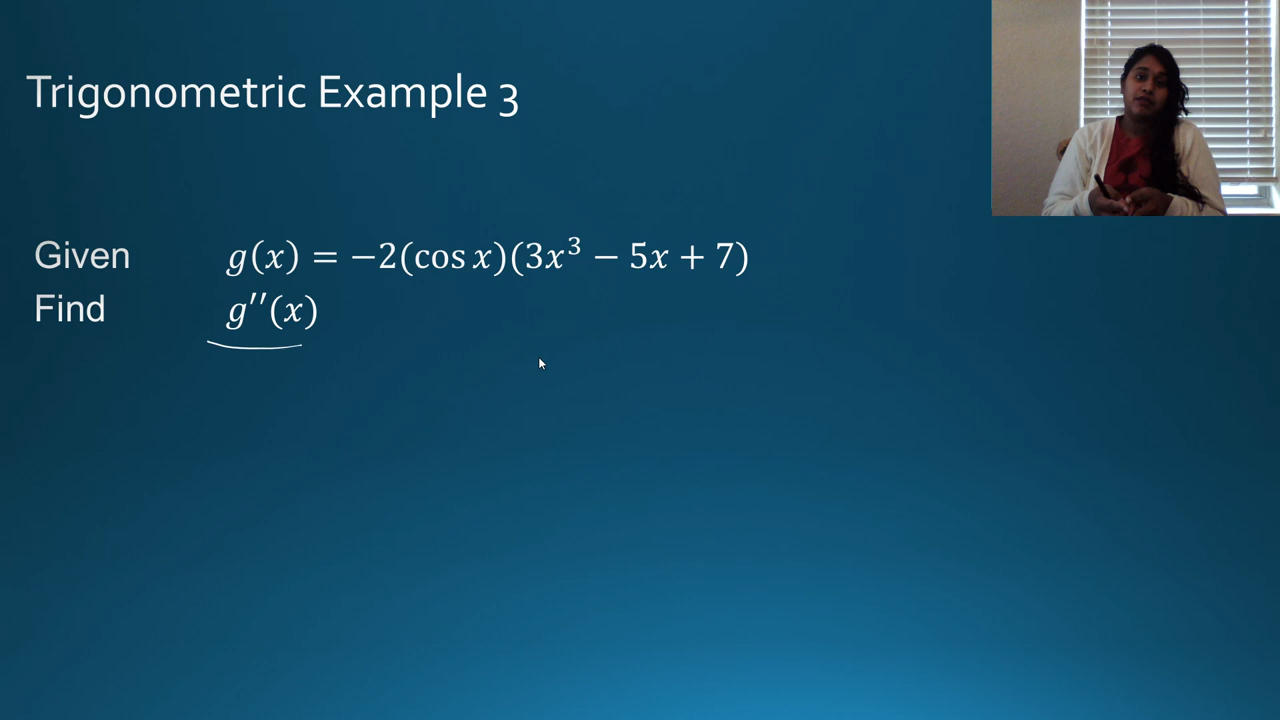 Trigonometric Example 3
Given g(x) = −2(cos x)(3x³ − 5x + 7)
Find g′′(x)